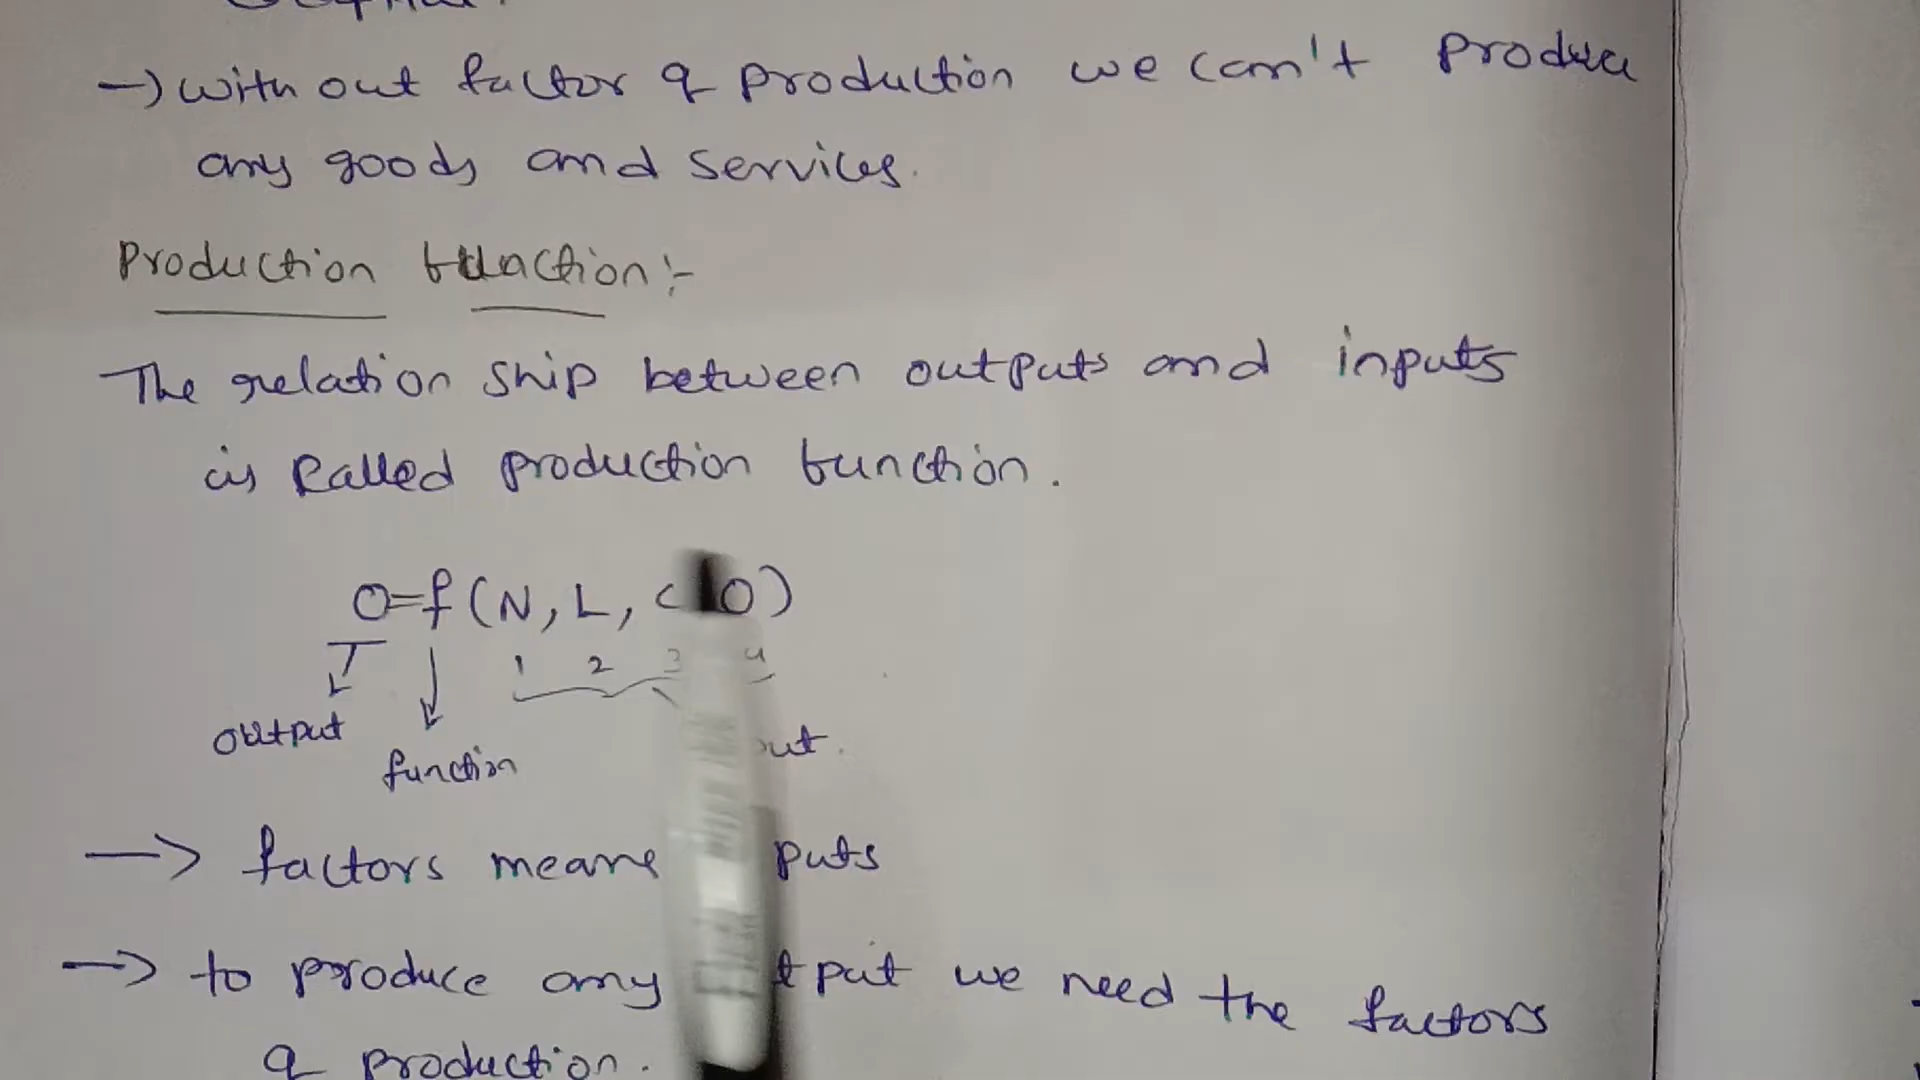 → with out factor of production we can't produce
any goods and services.
Production function:-
The relation ship between outputs and inputs
is called production function.
O=f(N, L, C O)
1 2 3 4
output
function
→ factors means puts
→ to produce any tput we need the factors
of production.